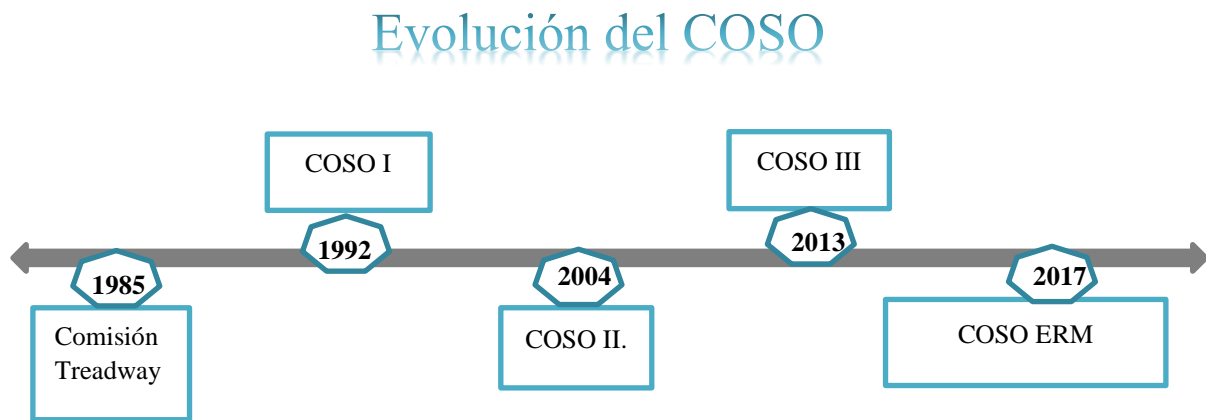 Evolución del COSO
COSO I
COSO III
1992
2013
1985
2004
2017
Comisión
Treadway
COSO II.
COSO ERM